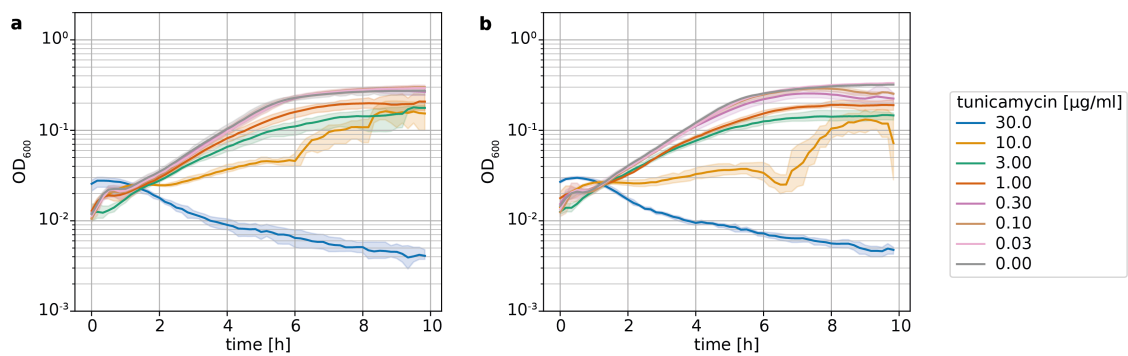 a
b
10⁰
10⁻¹
10⁻²
10⁻³
OD₆₀₀
0 2 4 6 8 10
time [h]
10⁰
10⁻¹
10⁻²
10⁻³
OD₆₀₀
0 2 4 6 8 10
time [h]
tunicamycin [µg/ml]
30.0
10.0
3.00
1.00
0.30
0.10
0.03
0.00